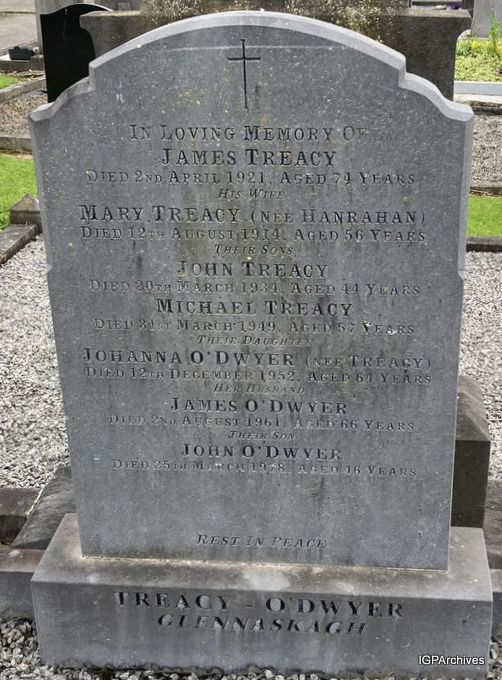 In Loving Memory Of
James Treacy
Died 2nd April 1921, Aged 74 Years
His Wife
Mary Treacy (Née Hanrahan)
Died 12th August 1914, Aged 56 Years
Their Sons
John Treacy
Died 20th March 1934, Aged 44 Years
Michael Treacy
Died 31st March 1949, Aged 57 Years
Their Daughter
Johanna O'Dwyer (née Treacy)
Died 12th December 1952, Aged 64 Years
Her Husband
James O'Dwyer
Died 2nd August 1961, Aged 66 Years
Their Son
John O'Dwyer
Died 25th March 1978, Aged 46 Years
Rest In Peace
Treacy - O'Dwyer
Glennaskagh
IGPArchives